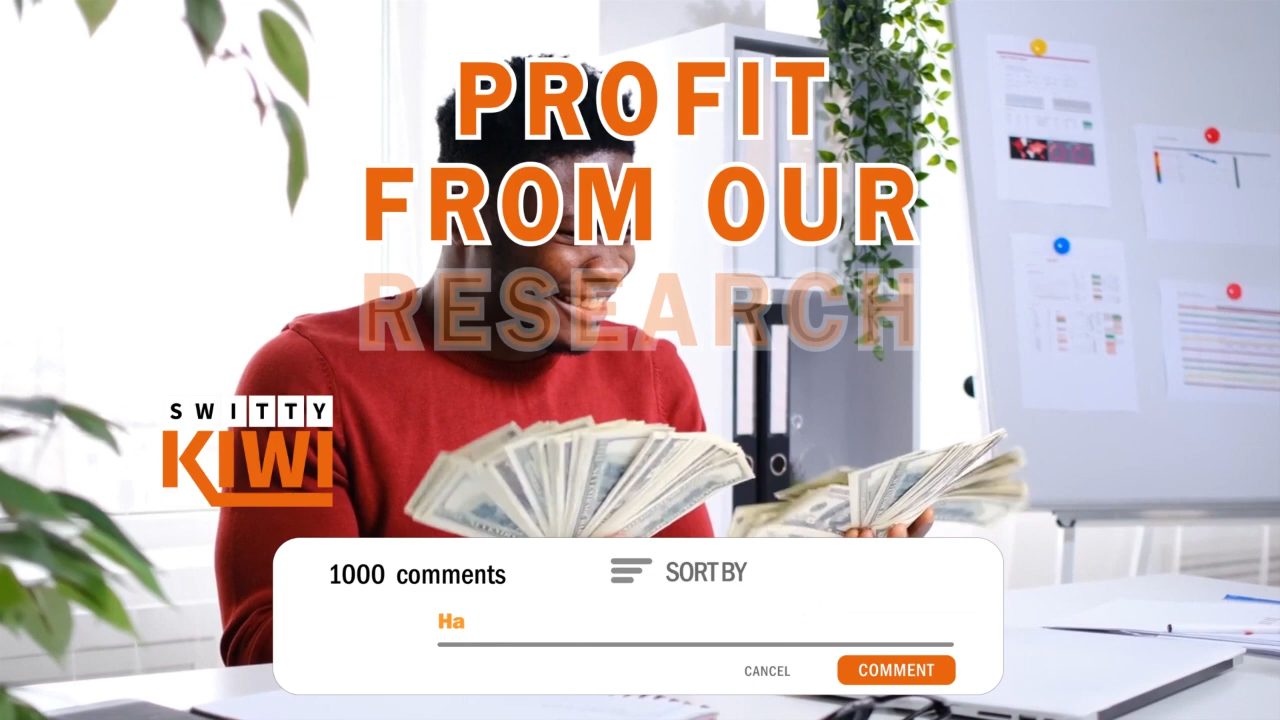 PROFIT
FROM OUR
RESEARCH
SWITTY
KIWI
1000 comments
SORT BY
Ha
CANCEL
COMMENT